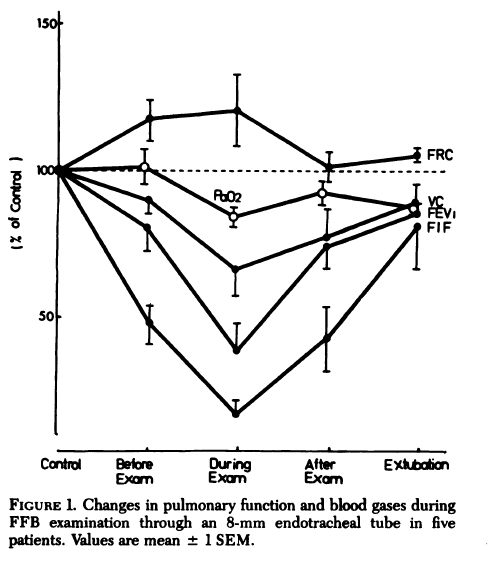 150
(% of Control)
100
50
FRC
PaO2
VC
FEV1
FIF
Control
Before
Exam
During
Exam
After
Exam
Extubation
FIGURE 1. Changes in pulmonary function and blood gases during
FFB examination through an 8-mm endotracheal tube in five
patients. Values are mean ± 1 SEM.